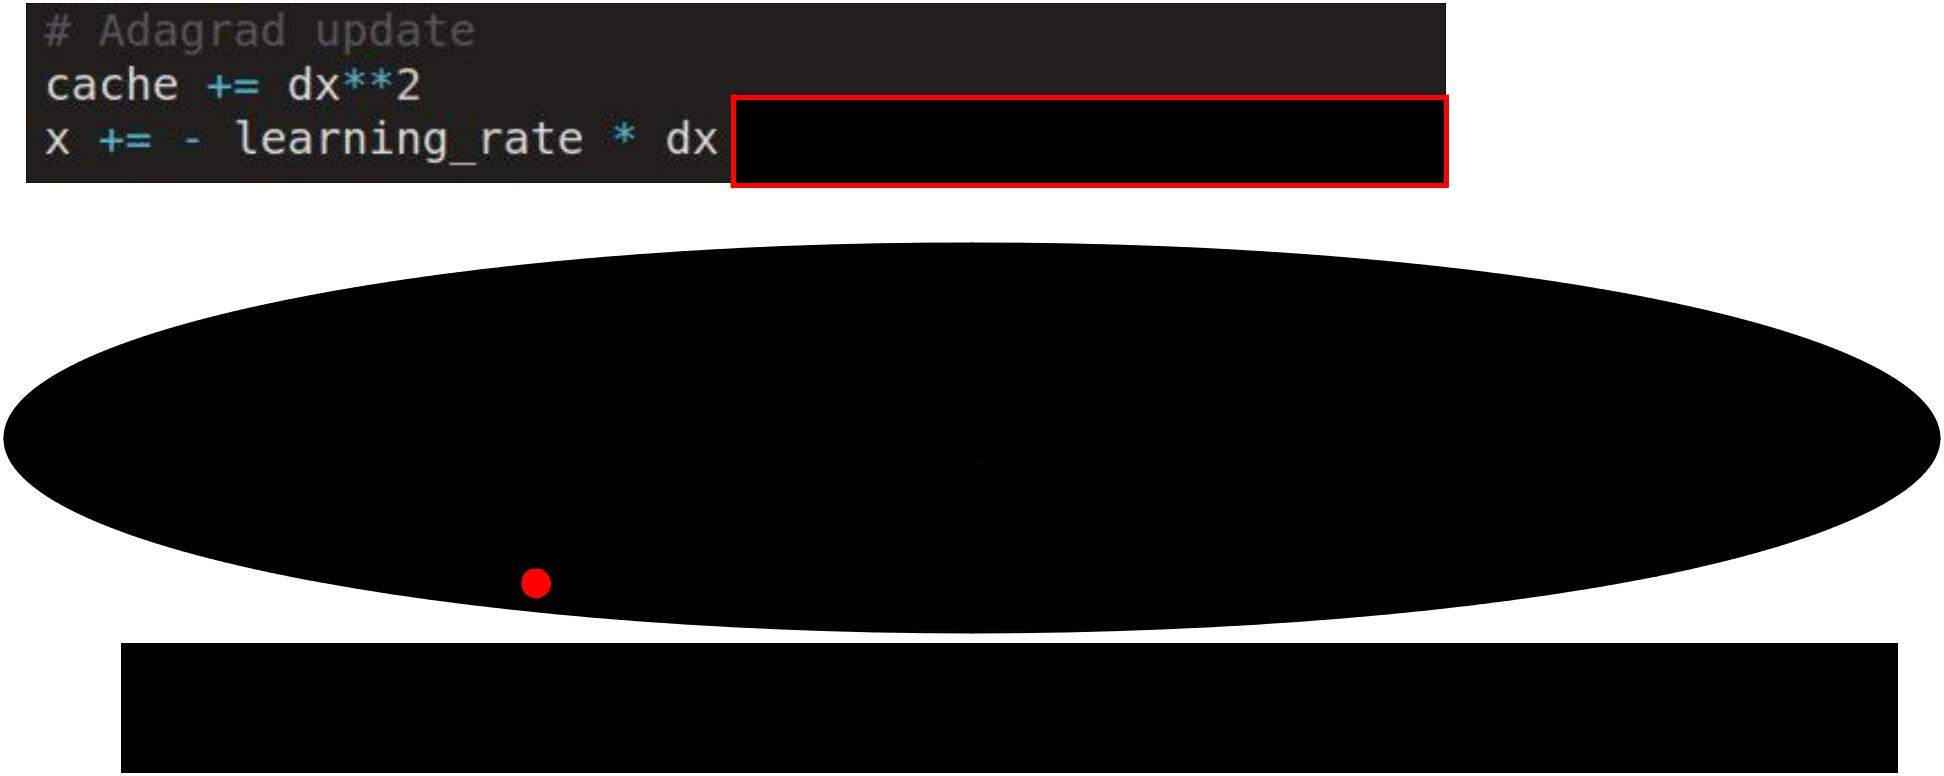 # Adagrad update
cache += dx**2
x += - learning_rate * dx